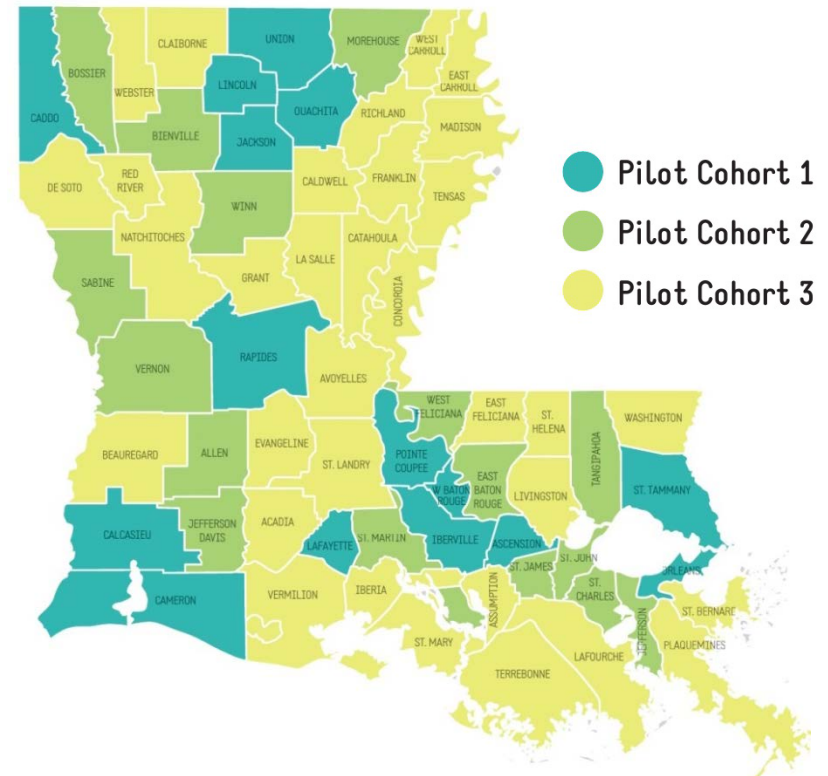 CLAIBORNE
UNION
MOREHOUSE
WEST
CARROLL
BOSSIER
WEBSTER
LINCOLN
EAST
CARROLL
CADDO
OUACHITA
RICHLAND
MADISON
BIENVILLE
JACKSON
Pilot Cohort 1
DE SOTO
RED
RIVER
CALDWELL
FRANKLIN
TENSAS
WINN
Pilot Cohort 2
NATCHITOCHES
CATAHOULA
LA SALLE
SABINE
GRANT
CONCORDIA
Pilot Cohort 3
VERNON
RAPIDES
AVOYELLES
WEST
FELICIANA
EAST
FELICIANA
ST.
HELENA
WASHINGTON
TANGIPAHOA
BEAUREGARD
ALLEN
EVANGELINE
ST. LANDRY
POINTE
COUPEE
W BATON
ROUGE
EAST
BATON
ROUGE
LIVINGSTON
ST. TAMMANY
CALCASIEU
JEFFERSON
DAVIS
ACADIA
LAFAYETTE
ST. MARTIN
IBERVILLE
ASCENSION
ST. JAMES
ST. JOHN
ORLEANS
CAMERON
VERMILION
IBERIA
ASSUMPTION
ST.
CHARLES
ST. BERNARD
JEFFERSON
ST. MARY
LAFOURCHE
PLAQUEMINES
TERREBONNE